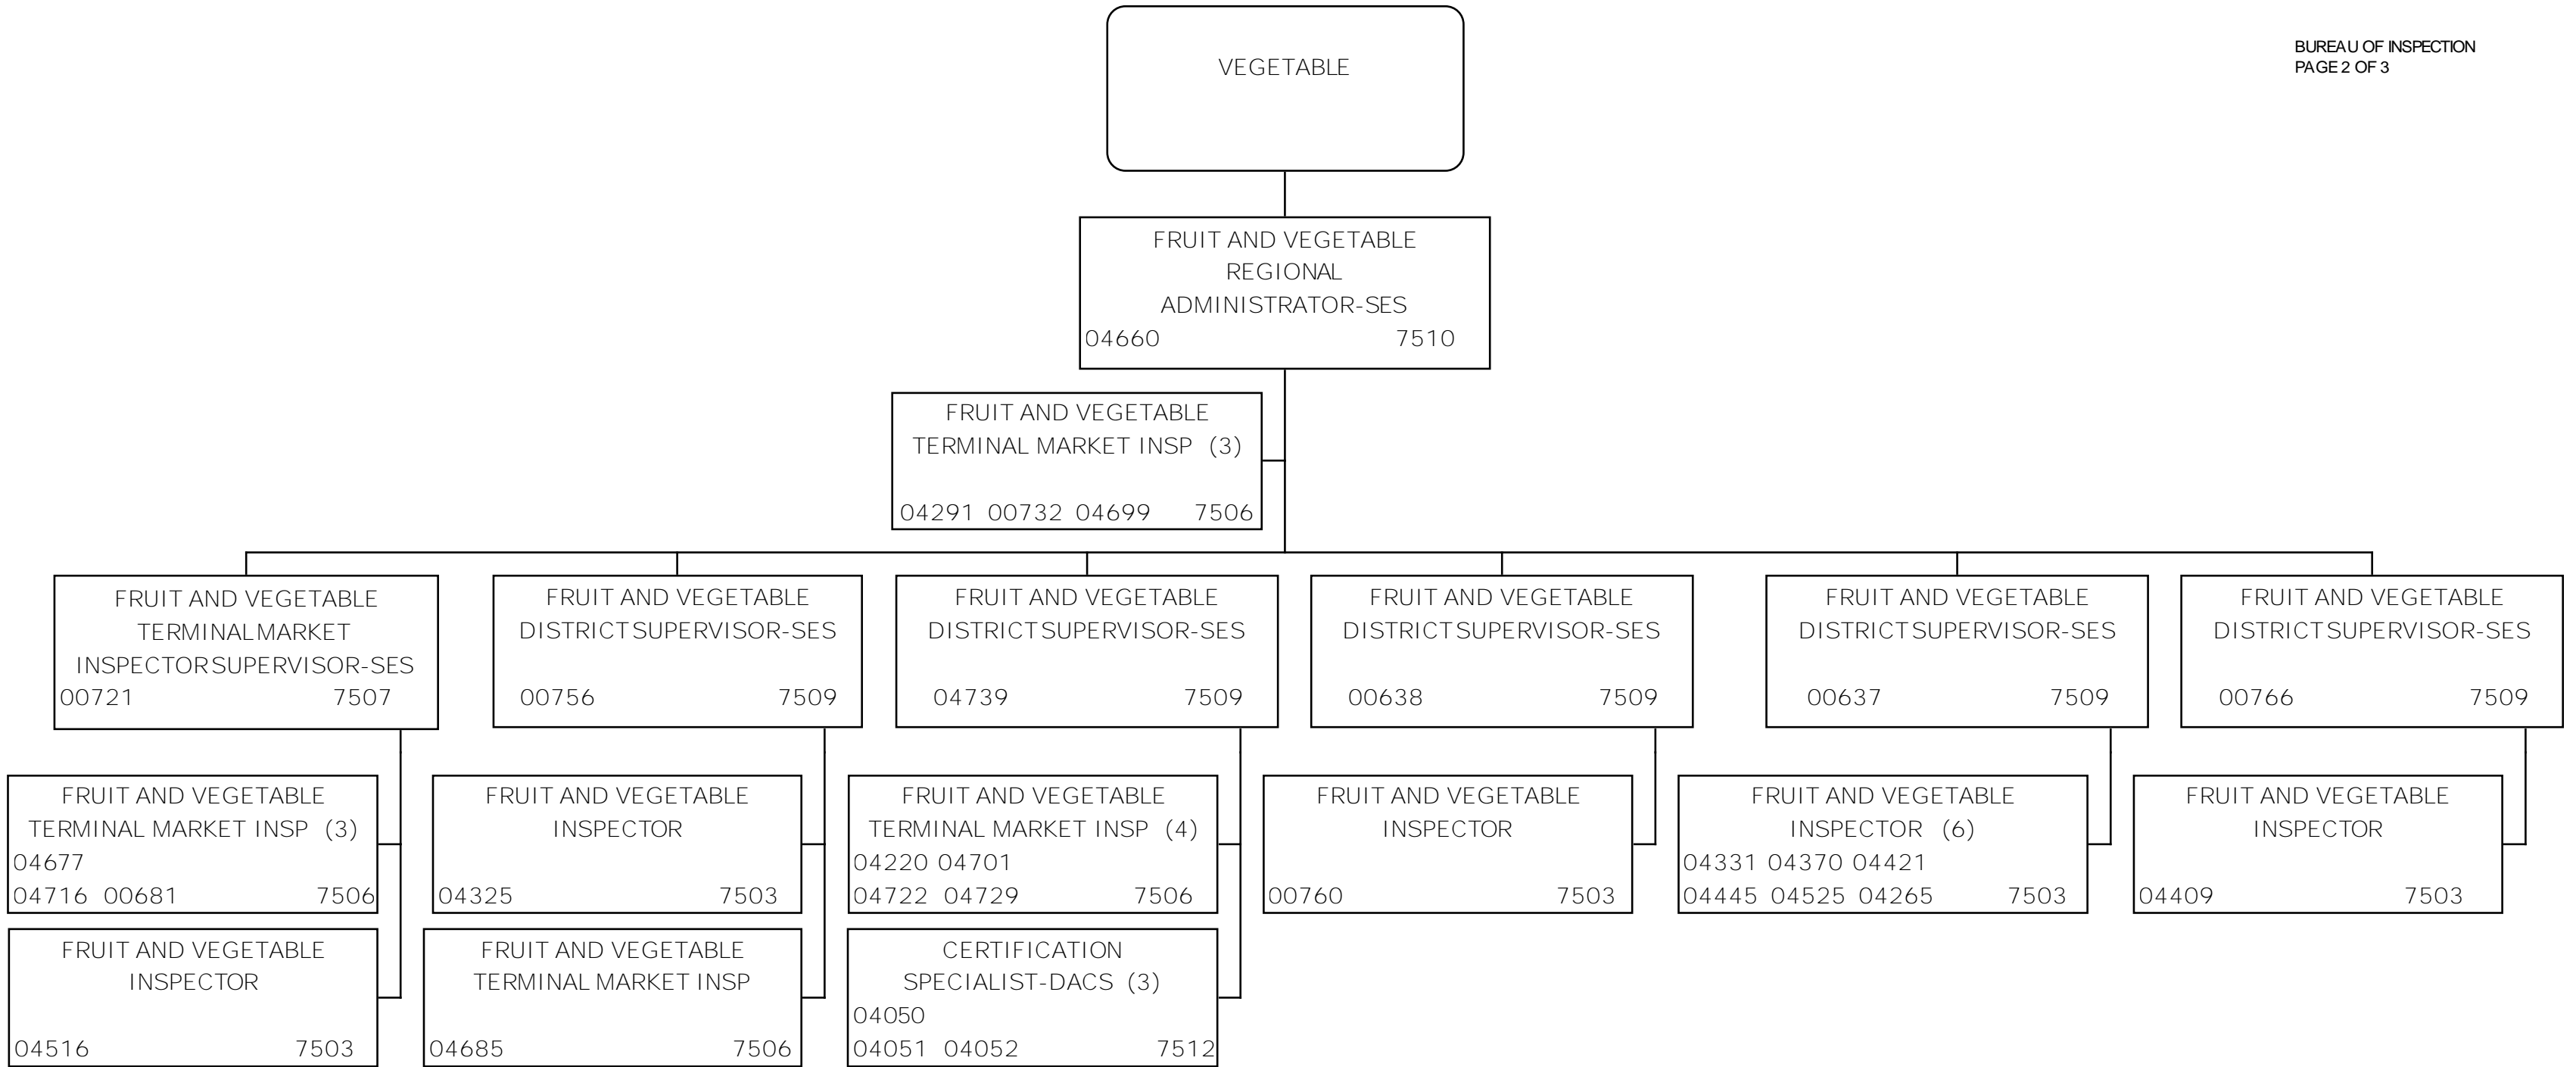 BUREAU OF INSPECTION
PAGE 2 OF 3
VEGETABLE
FRUIT AND VEGETABLE
REGIONAL
ADMINISTRATOR-SES
04660 7510
FRUIT AND VEGETABLE
TERMINAL MARKET INSP (3)
04291 00732 04699 7506
FRUIT AND VEGETABLE
TERMINAL MARKET
INSPECTOR SUPERVISOR-SES
00721 7507
FRUIT AND VEGETABLE
DISTRICT SUPERVISOR-SES
00756 7509
FRUIT AND VEGETABLE
DISTRICT SUPERVISOR-SES
04739 7509
FRUIT AND VEGETABLE
DISTRICT SUPERVISOR-SES
00638 7509
FRUIT AND VEGETABLE
DISTRICT SUPERVISOR-SES
00637 7509
FRUIT AND VEGETABLE
DISTRICT SUPERVISOR-SES
00766 7509
FRUIT AND VEGETABLE
TERMINAL MARKET INSP (3)
04677
04716 00681 7506
FRUIT AND VEGETABLE
INSPECTOR
04325 7503
FRUIT AND VEGETABLE
TERMINAL MARKET INSP (4)
04220 04701
04722 04729 7506
FRUIT AND VEGETABLE
INSPECTOR
00760 7503
FRUIT AND VEGETABLE
INSPECTOR (6)
04331 04370 04421
04445 04525 04265 7503
FRUIT AND VEGETABLE
INSPECTOR
04409 7503
FRUIT AND VEGETABLE
INSPECTOR
04516 7503
FRUIT AND VEGETABLE
TERMINAL MARKET INSP
04685 7506
CERTIFICATION
SPECIALIST-DACS (3)
04050
04051 04052 7512